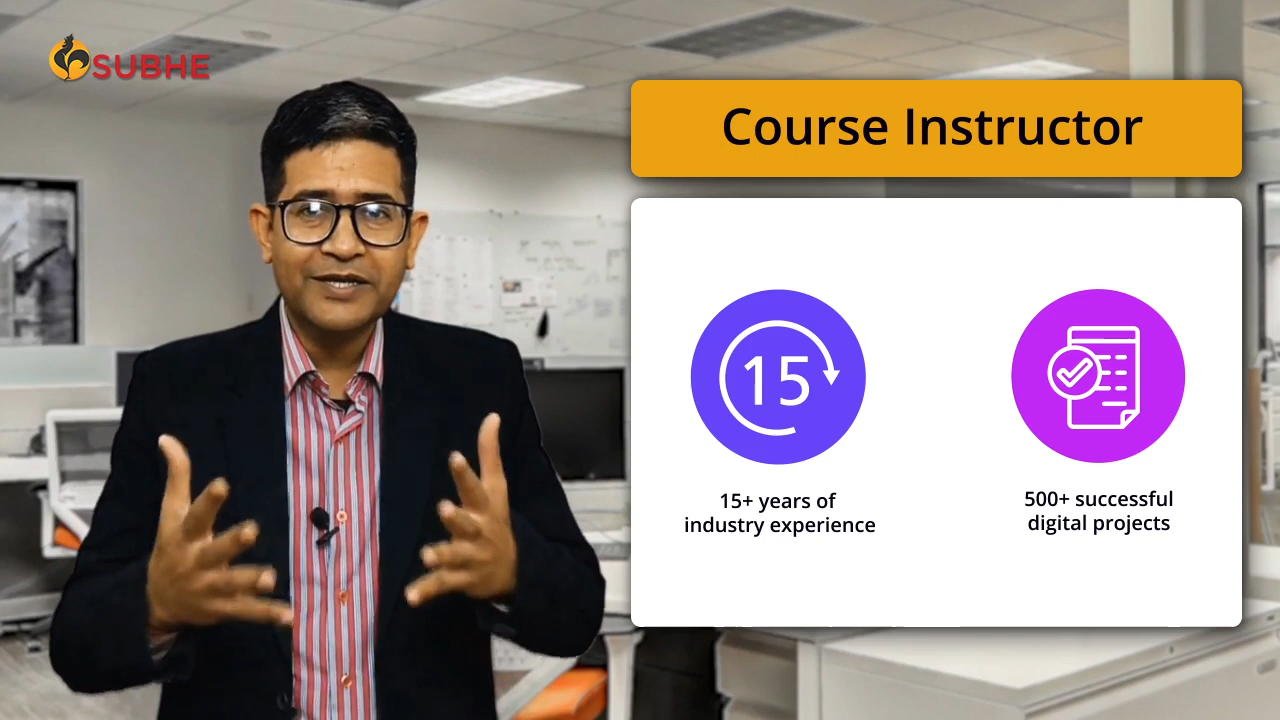 SUBHE
Course Instructor
15
15+ years of
industry experience
500+ successful
digital projects